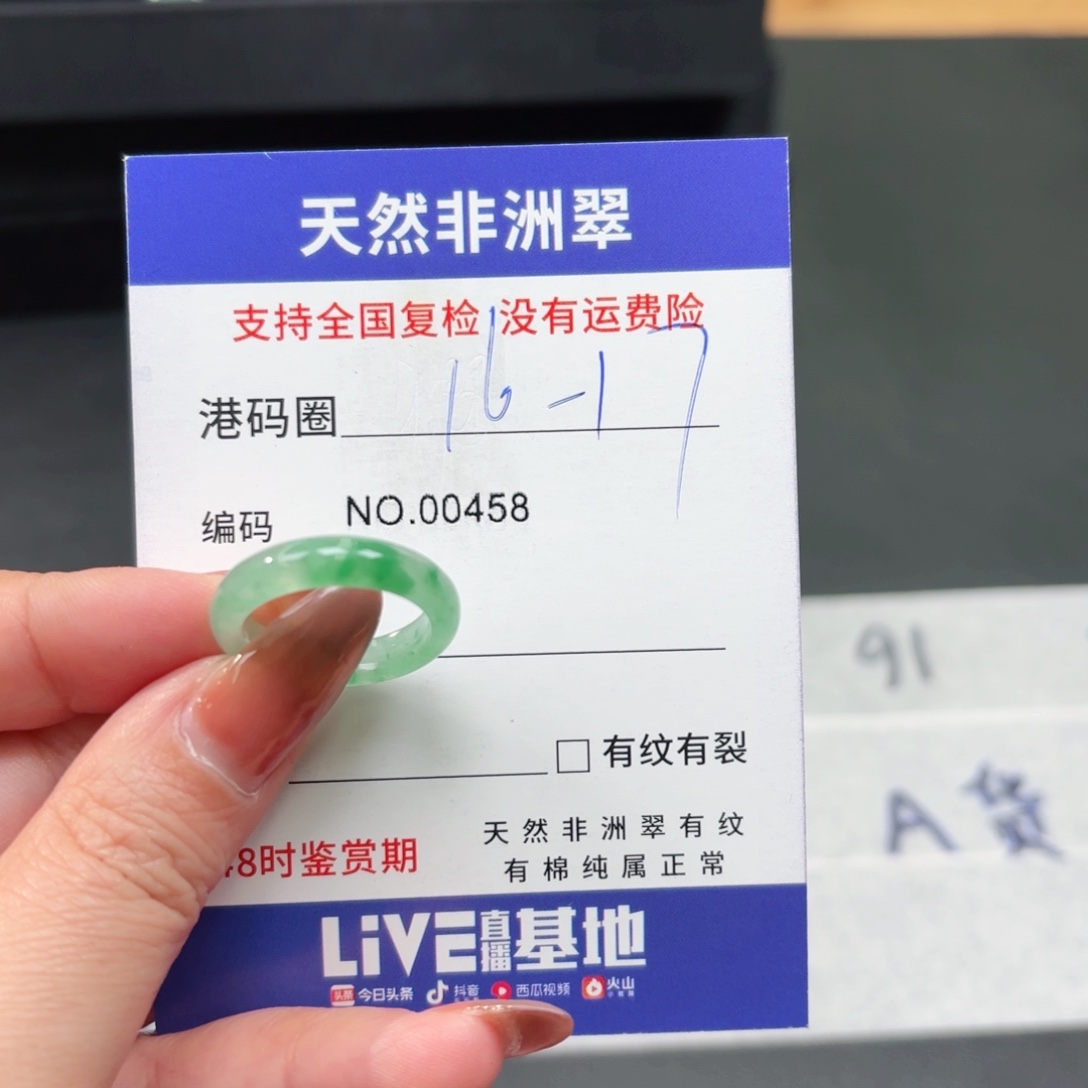 天然非洲翠
支持全国复检 没有运费险
港码圈 16-17
编码 NO.00458
有纹有裂
48时鉴赏期
天然非洲翠有纹
有棉纯属正常
LiVE直播基地
头条 今日头条 抖音 西瓜视频 火山
91
A货